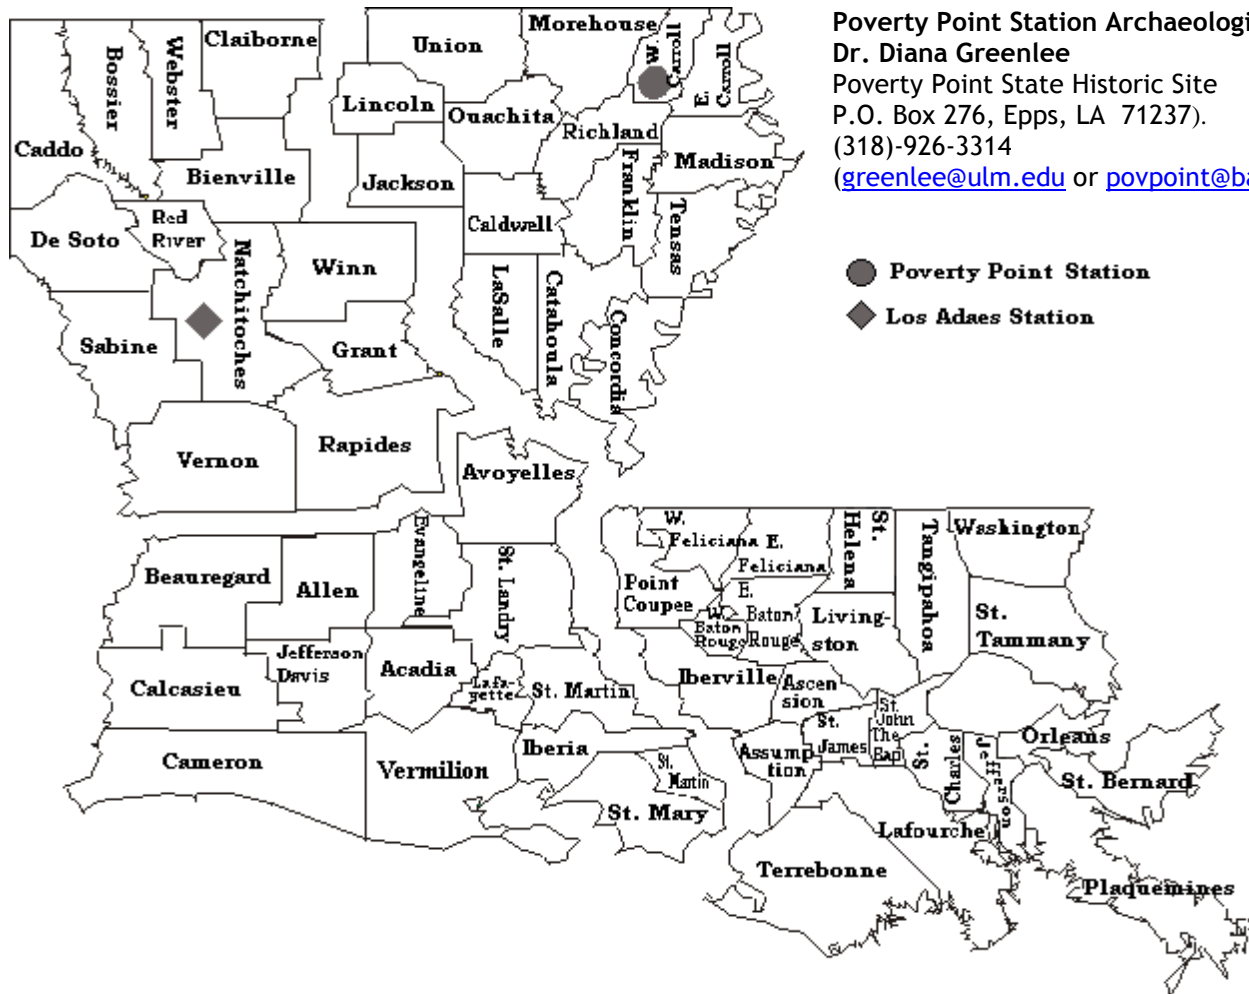 Poverty Point Station Archaeologi
Dr. Diana Greenlee
Poverty Point State Historic Site
P.O. Box 276, Epps, LA 71237).
(318)-926-3314
(greenlee@ulm.edu or povpoint@ba
Poverty Point Station
Los Adaes Station
Caddo
Bossier
Webster
Claiborne
Union
Morehouse
W.
Carroll
E.
Carroll
Lincoln
Ouachita
Richland
Madison
Bienville
Jackson
Franklin
Tensas
De Soto
Red
River
Natchitoches
Winn
Caldwell
LaSalle
Catahoula
Concordia
Sabine
Grant
Vernon
Rapides
Avoyelles
Beauregard
Allen
Evangeline
St. Landry
Point
Coupee
W.
Feliciana
E.
Feliciana
St.
Helena
Tangipahoa
Washington
E.
Baton
Rouge
W.
Baton
Rouge
Living-
ston
St.
Tammany
Calcasieu
Jefferson
Davis
Acadia
Lafa-
yette
St. Martin
Iberville
Ascen
sion
St.
James
St.
John
The
Bap
St.
Charles
Jefferson
Orleans
St. Bernard
Cameron
Vermilion
Iberia
St.
Martin
St. Mary
Assump
tion
Lafourche
Terrebonne
Plaquemines